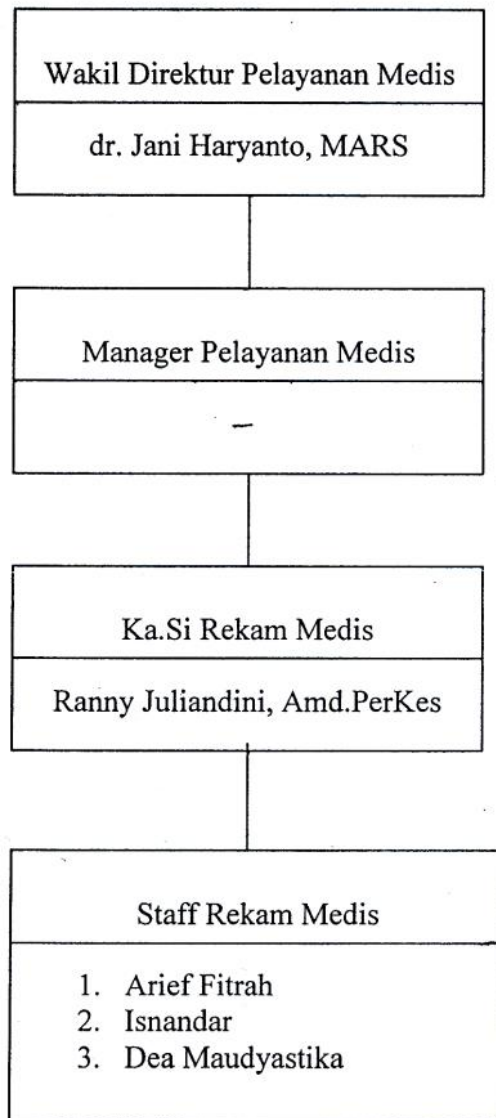 Wakil Direktur Pelayanan Medis
dr. Jani Haryanto, MARS
Manager Pelayanan Medis
–
Ka.Si Rekam Medis
Ranny Juliandini, Amd.PerKes
Staff Rekam Medis
1. Arief Fitrah
2. Isnandar
3. Dea Maudyastika